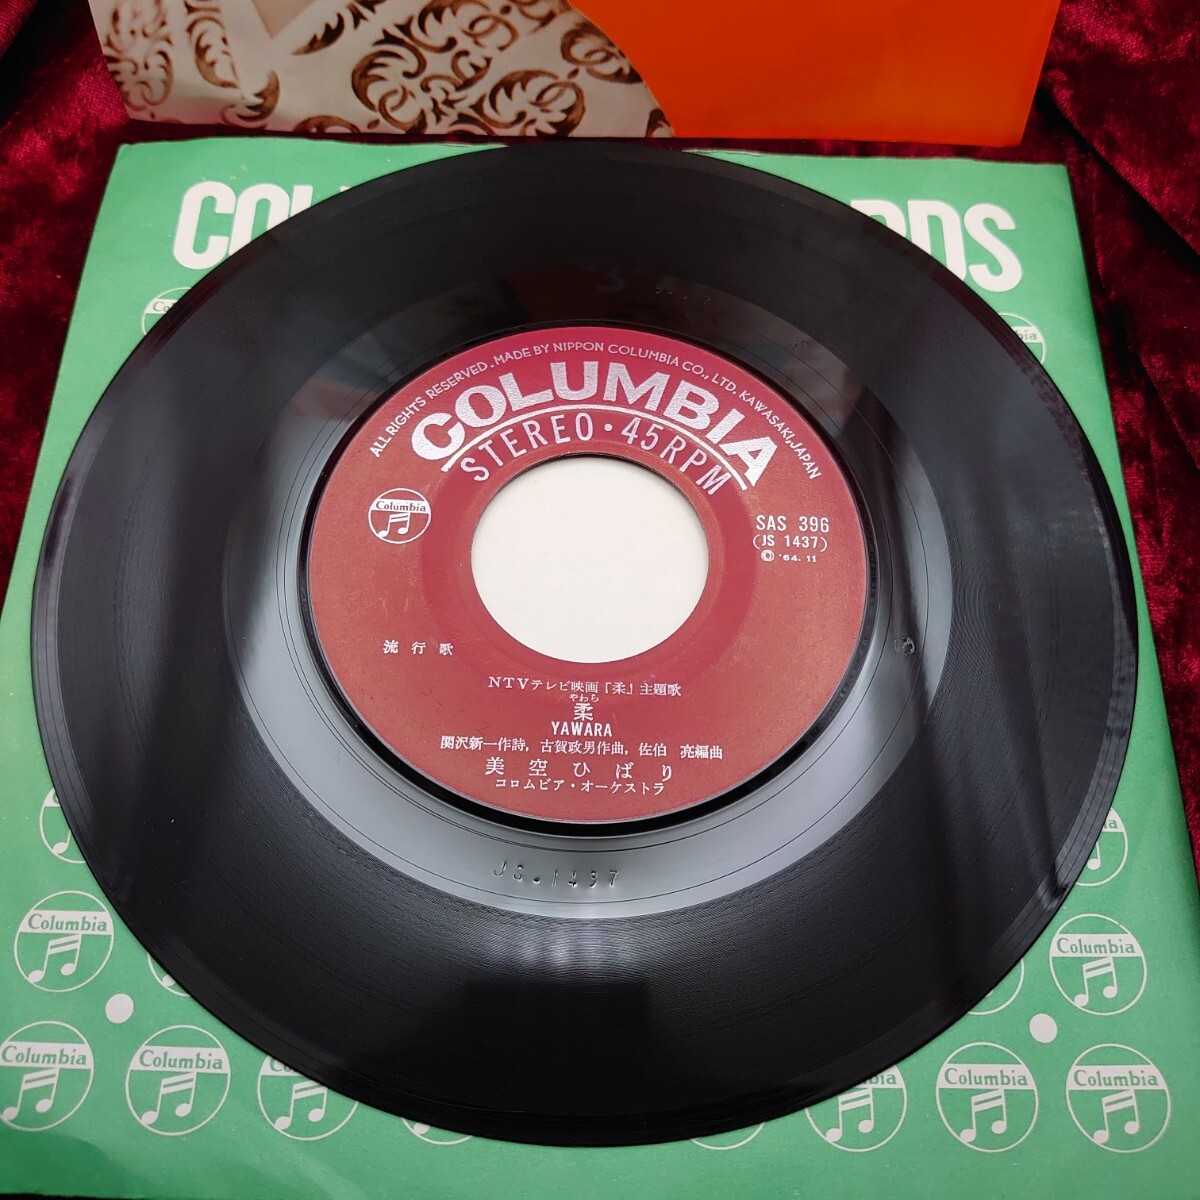 COL RDS
ALL RIGHTS RESERVED. MADE BY NIPPON COLUMBIA CO., LTD. KAWASAKI, JAPAN
COLUMBIA
STEREO・45RPM
Columbia
SAS 396
(JS 1437)
Ⓟ '64. 11
流行歌
NTVテレビ映画「柔」主題歌
やわら
柔
YAWARA
関沢新一作詩, 古賀政男作曲, 佐伯 亮編曲
美空ひばり
コロムビア・オーケストラ
JS.1437
Columbia
Columbia
Columbia
Columbia
Columbia
Columbia